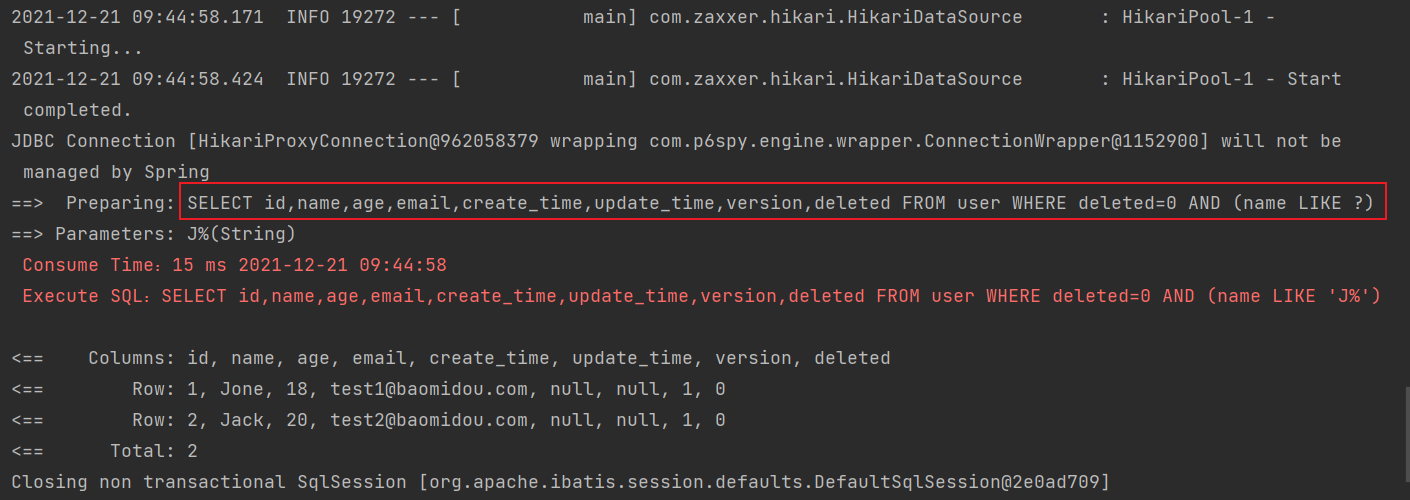 2021-12-21 09:44:58.171  INFO 19272 --- [           main] com.zaxxer.hikari.HikariDataSource       : HikariPool-1 -
 Starting...
2021-12-21 09:44:58.424  INFO 19272 --- [           main] com.zaxxer.hikari.HikariDataSource       : HikariPool-1 - Start
 completed.
JDBC Connection [HikariProxyConnection@962058379 wrapping com.p6spy.engine.wrapper.ConnectionWrapper@1152900] will not be
 managed by Spring
==>  Preparing: SELECT id,name,age,email,create_time,update_time,version,deleted FROM user WHERE deleted=0 AND (name LIKE ?)
==> Parameters: J%(String)
 Consume Time：15 ms 2021-12-21 09:44:58
 Execute SQL：SELECT id,name,age,email,create_time,update_time,version,deleted FROM user WHERE deleted=0 AND (name LIKE 'J%')
<==    Columns: id, name, age, email, create_time, update_time, version, deleted
<==        Row: 1, Jone, 18, test1@baomidou.com, null, null, 1, 0
<==        Row: 2, Jack, 20, test2@baomidou.com, null, null, 1, 0
<==      Total: 2
Closing non transactional SqlSession [org.apache.ibatis.session.defaults.DefaultSqlSession@2e0ad709]